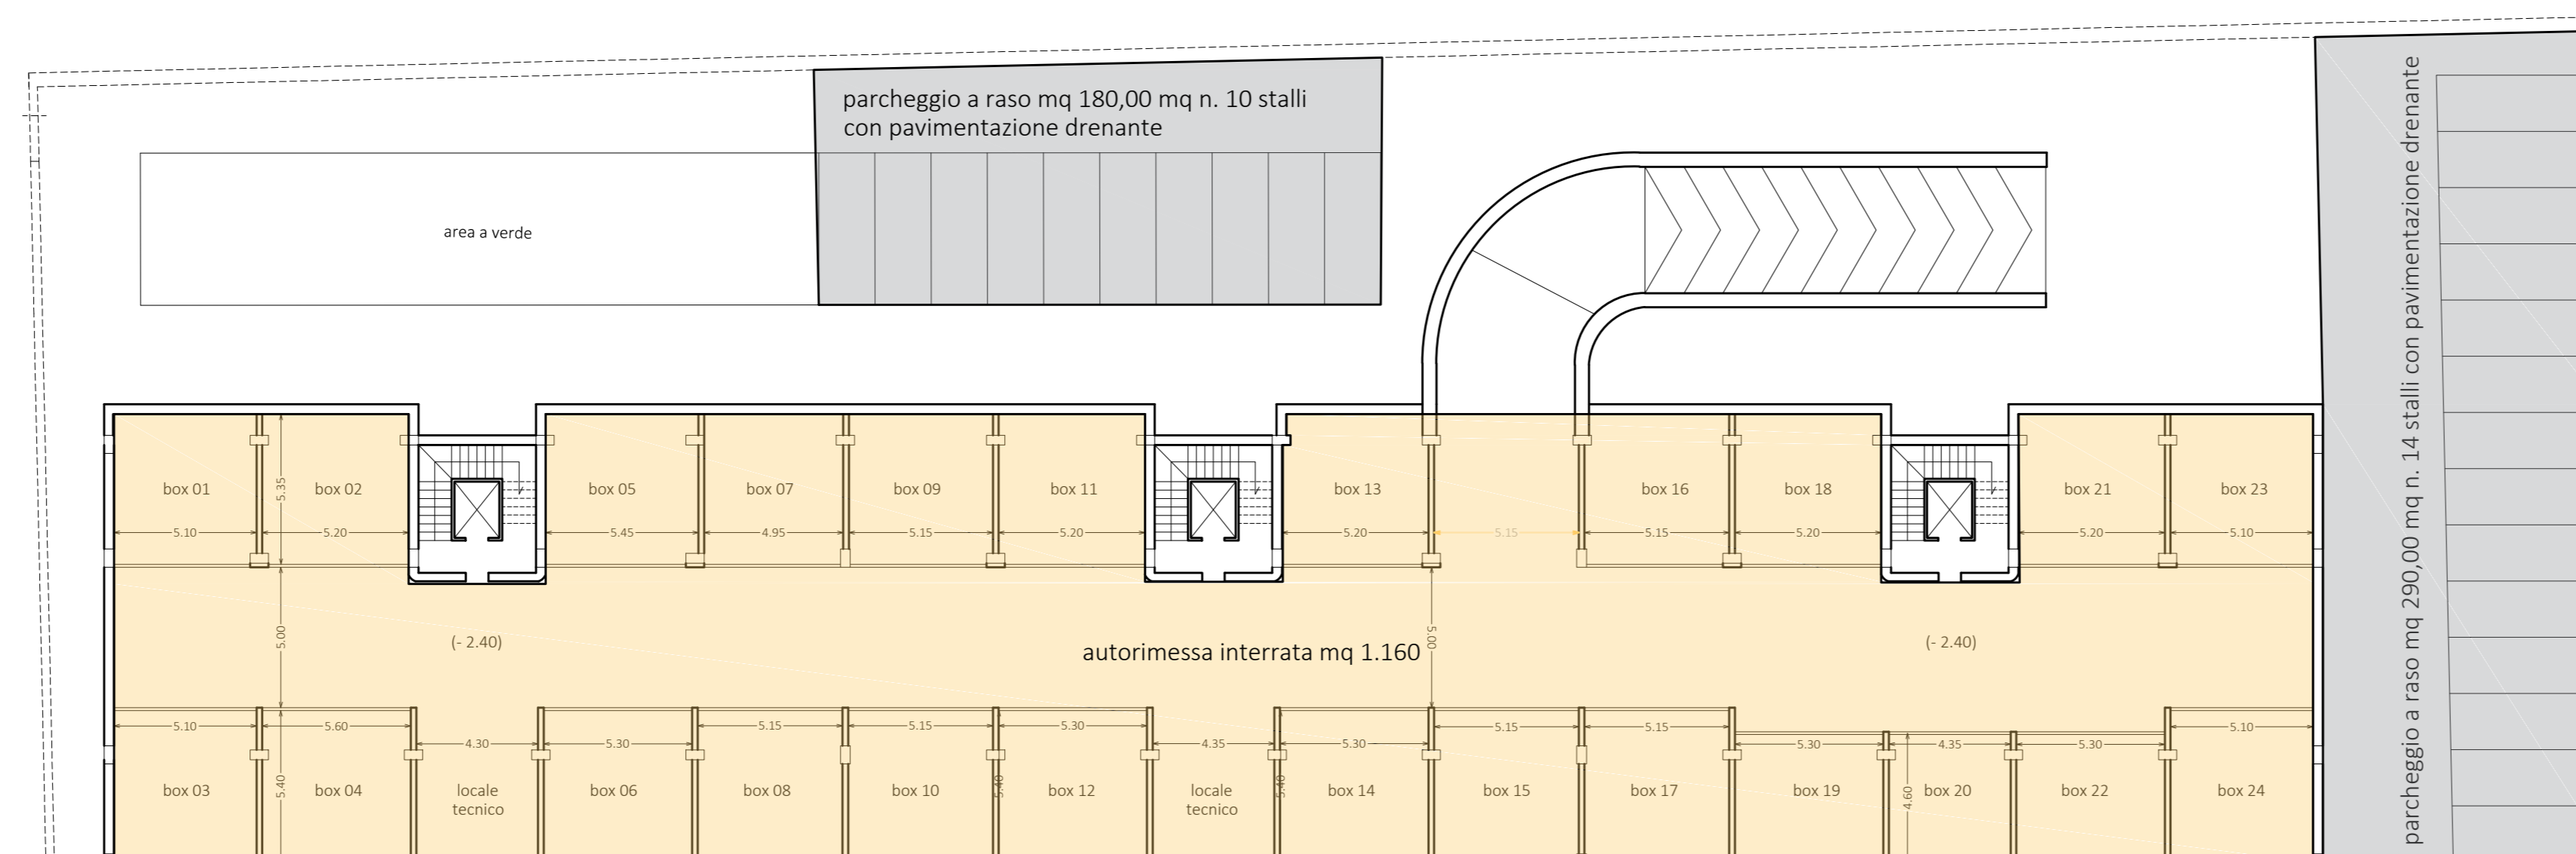 parcheggio a raso mq 180,00 mq n. 10 stalli
con pavimentazione drenante
area a verde
parcheggio a raso mq 290,00 mq n. 14 stalli con pavimentazione drenante
box 01
5.35
box 02
box 05
box 07
box 09
box 11
box 13
box 16
box 18
box 21
box 23
5.10
5.20
5.45
4.95
5.15
5.20
5.20
5.15
5.15
5.20
5.20
5.10
5.00
(- 2.40)
autorimessa interrata mq 1.160
5.00
(- 2.40)
5.10
5.60
4.30
5.30
5.15
5.15
5.30
4.35
5.30
5.15
5.15
5.30
4.35
5.30
5.10
box 03
5.40
box 04
locale
tecnico
box 06
box 08
box 10
5.40
box 12
locale
tecnico
5.40
box 14
box 15
box 17
box 19
4.60
box 20
box 22
box 24